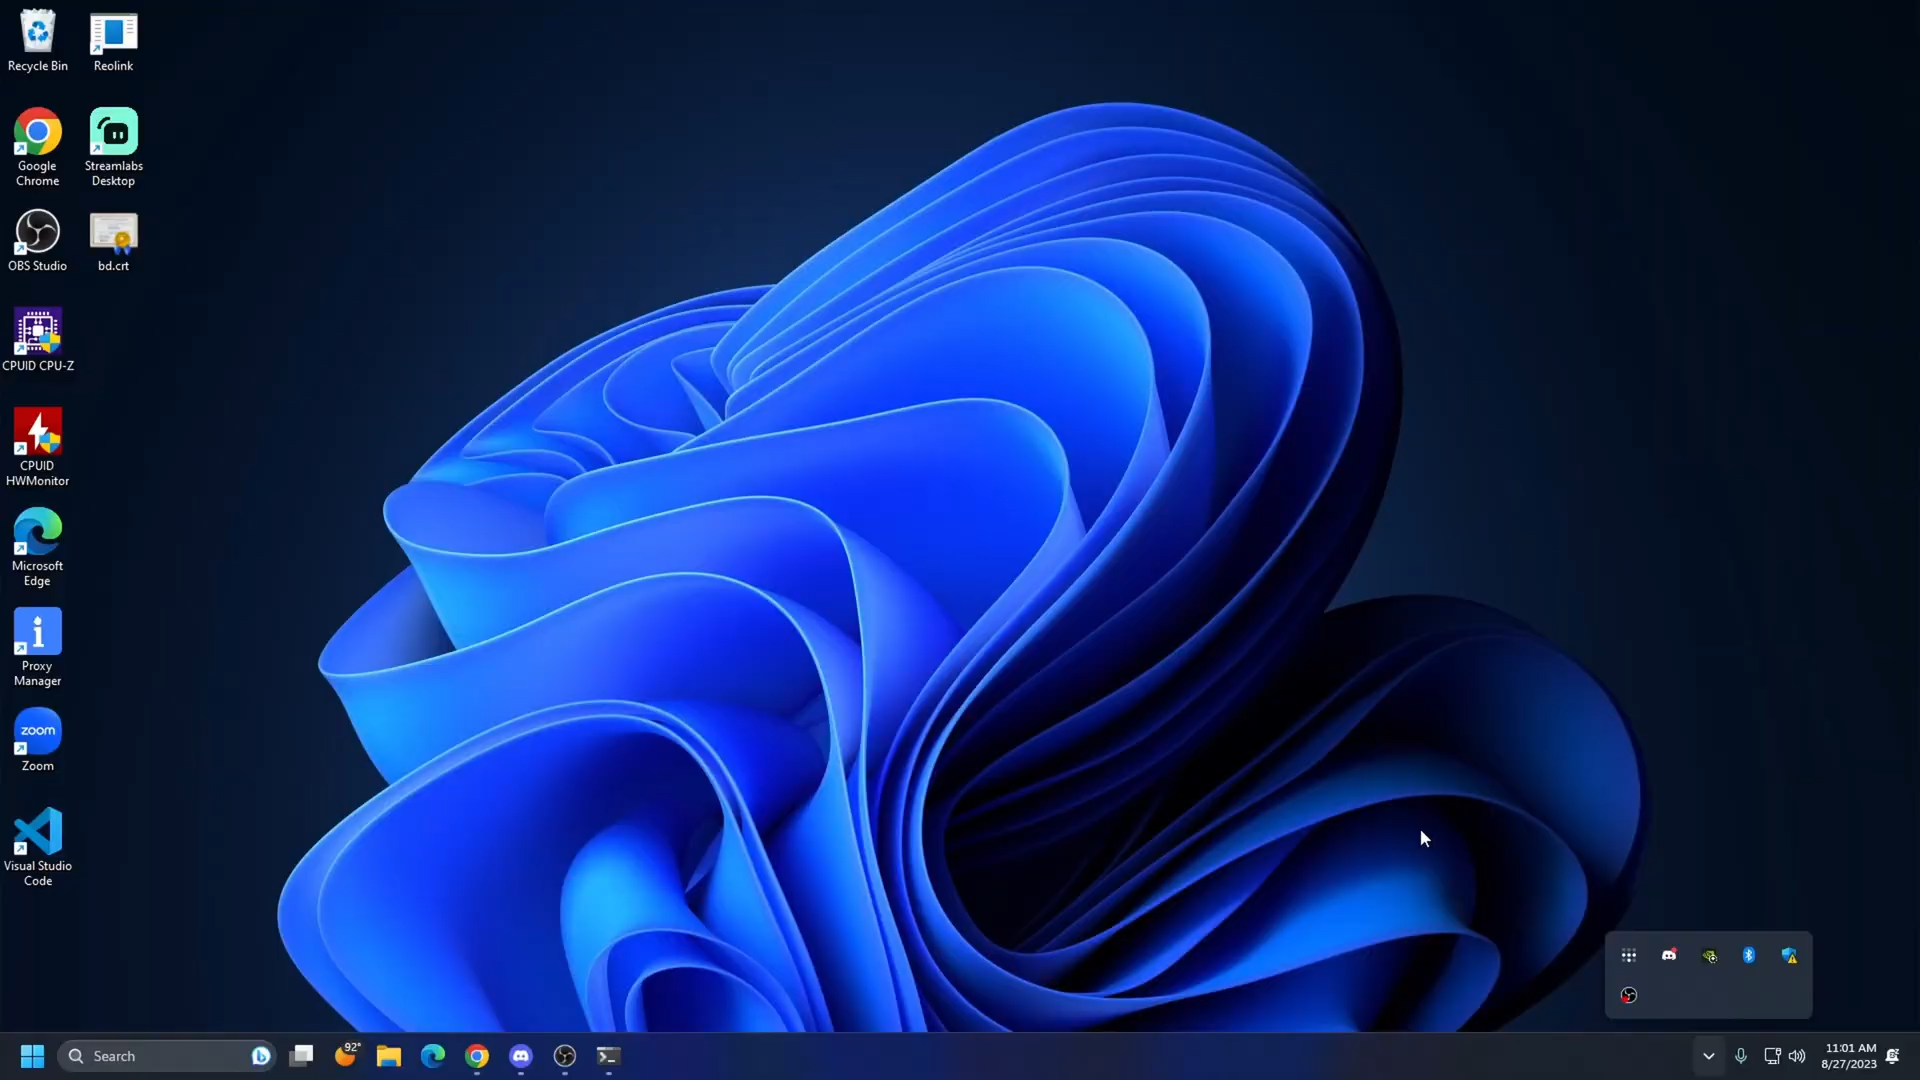 Recycle Bin
Reolink
Google
Chrome
Streamlabs
Desktop
OBS Studio
bd.crt
CPUID CPU-Z
CPUID
HWMonitor
Microsoft
Edge
Proxy
Manager
zoom
Zoom
Visual Studio
Code
Search
92°
11:01 AM
8/27/2023